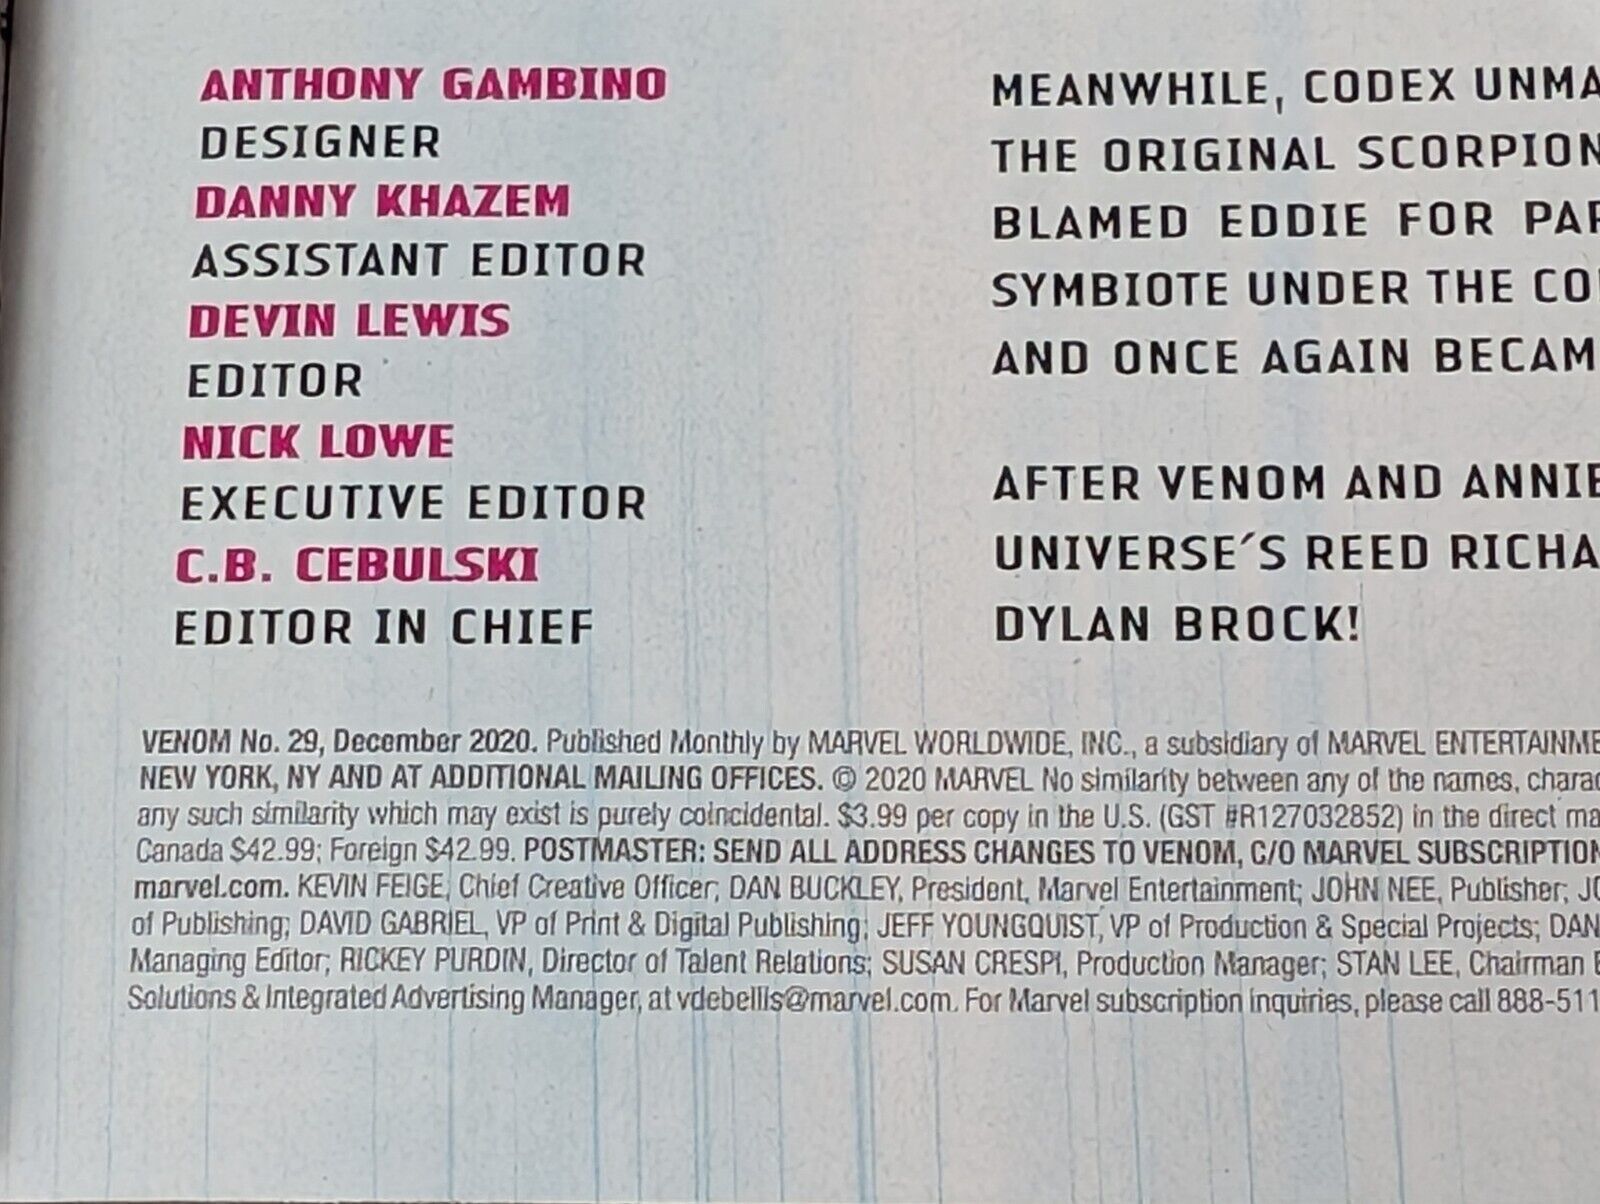 ANTHONY GAMBINO
DESIGNER
DANNY KHAZEM
ASSISTANT EDITOR
DEVIN LEWIS
EDITOR
NICK LOWE
EXECUTIVE EDITOR
C.B. CEBULSKI
EDITOR IN CHIEF
MEANWHILE, CODEX UNMA
THE ORIGINAL SCORPION
BLAMED EDDIE FOR PAR
SYMBIOTE UNDER THE CO
AND ONCE AGAIN BECAM
AFTER VENOM AND ANNIE
UNIVERSE´S REED RICHA
DYLAN BROCK!
VENOM No. 29, December 2020. Published Monthly by MARVEL WORLDWIDE, INC., a subsidiary of MARVEL ENTERTAINME
NEW YORK, NY AND AT ADDITIONAL MAILING OFFICES. © 2020 MARVEL No similarity between any of the names, charac
any such similarity which may exist is purely coincidental. $3.99 per copy in the U.S. (GST #R127032852) in the direct ma
Canada $42.99; Foreign $42.99. POSTMASTER: SEND ALL ADDRESS CHANGES TO VENOM, C/O MARVEL SUBSCRIPTION
marvel.com. KEVIN FEIGE, Chief Creative Officer; DAN BUCKLEY, President, Marvel Entertainment; JOHN NEE, Publisher; JO
of Publishing; DAVID GABRIEL, VP of Print & Digital Publishing; JEFF YOUNGQUIST, VP of Production & Special Projects; DAN
Managing Editor; RICKEY PURDIN, Director of Talent Relations; SUSAN CRESPI, Production Manager; STAN LEE, Chairman E
Solutions & Integrated Advertising Manager, at vdebellis@marvel.com. For Marvel subscription inquiries, please call 888-511